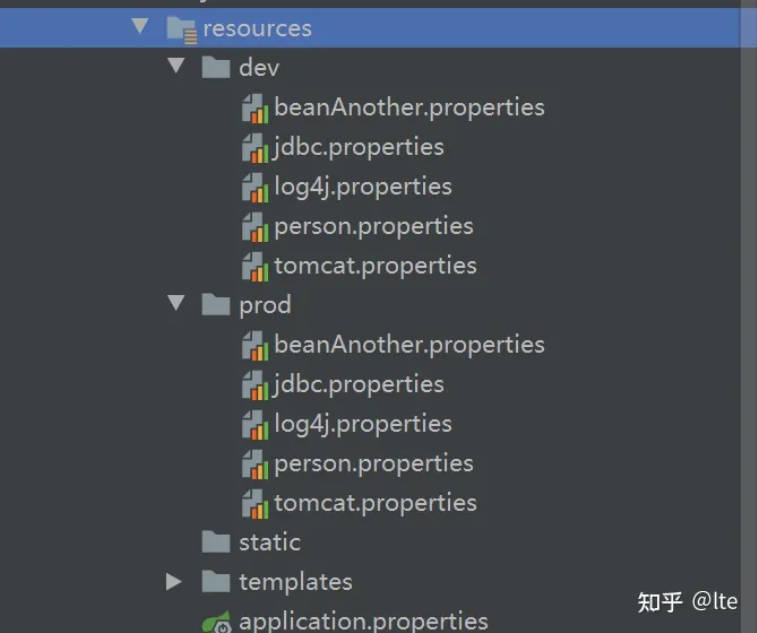 resources
dev
beanAnother.properties
jdbc.properties
log4j.properties
person.properties
tomcat.properties
prod
beanAnother.properties
jdbc.properties
log4j.properties
person.properties
tomcat.properties
static
templates
application.properties
知乎 @lte